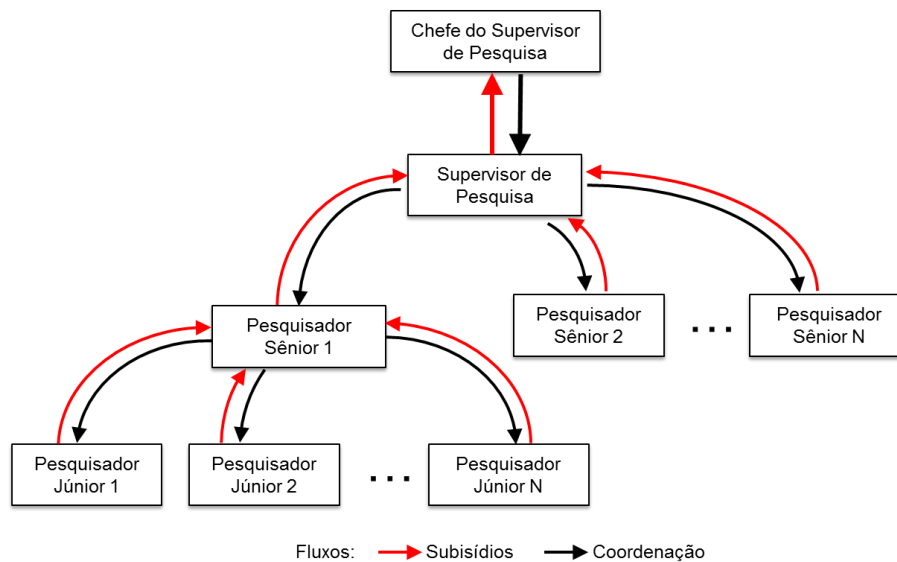 Chefe do Supervisor
de Pesquisa
Supervisor de
Pesquisa
Pesquisador
Sênior 1
Pesquisador
Sênior 2
...
Pesquisador
Sênior N
Pesquisador
Júnior 1
Pesquisador
Júnior 2
...
Pesquisador
Júnior N
Fluxos: Subisídios Coordenação